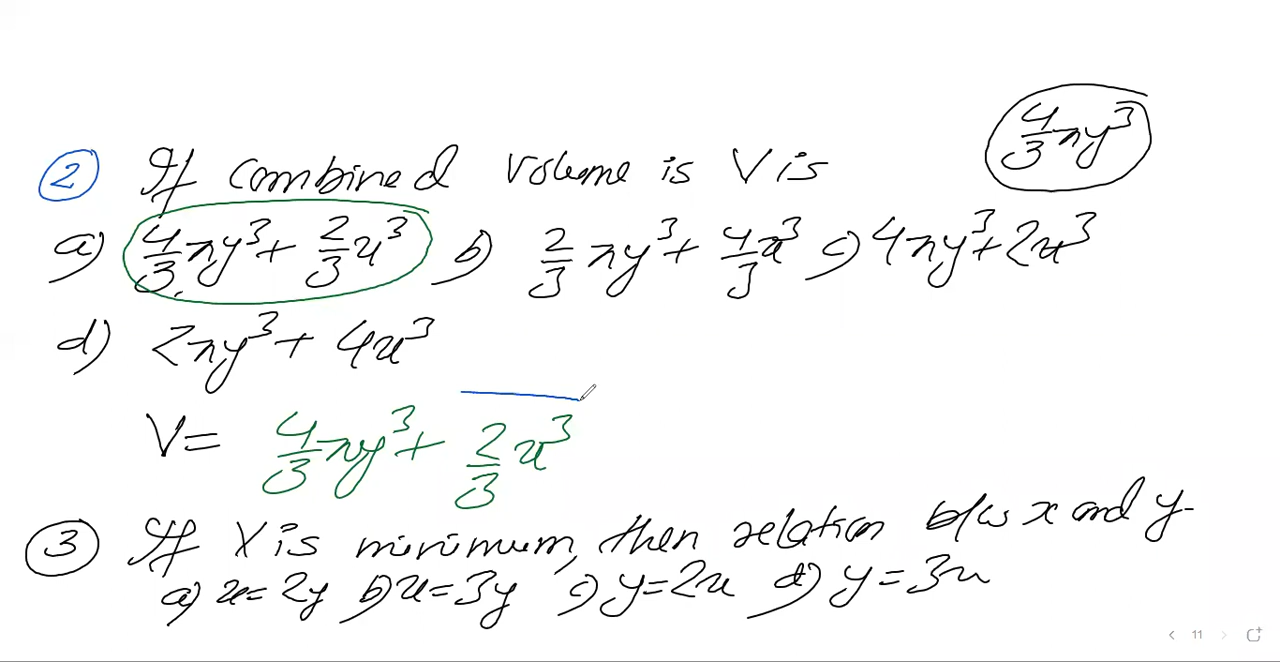 4/3 πy³
② If combined volume is V is
a) 4/3 πy³ + 2/3 x³ b) 2/3 πy³ + 4/3 x³ c) 4πy³ + 2x³
d) 2πy³ + 4x³
V = 4/3 πy³ + 2/3 x³
③ If V is minimum, then relation b/w x and y-
a) x = 2y b) x = 3y c) y = 2x d) y = 3x
< 11 >